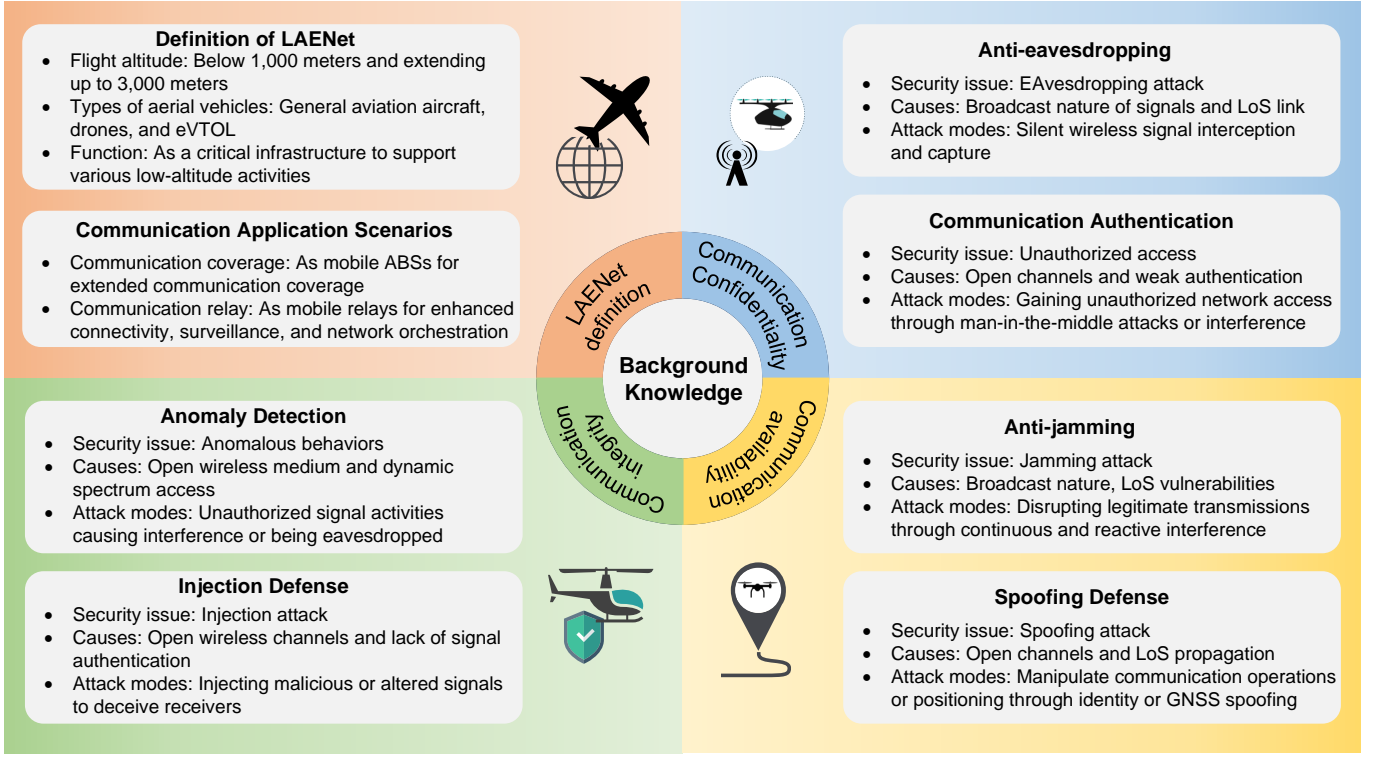 Definition of LAENet
• Flight altitude: Below 1,000 meters and extending
up to 3,000 meters
• Types of aerial vehicles: General aviation aircraft,
drones, and eVTOL
• Function: As a critical infrastructure to support
various low-altitude activities
Communication Application Scenarios
• Communication coverage: As mobile ABSs for
extended communication coverage
• Communication relay: As mobile relays for enhanced
connectivity, surveillance, and network orchestration
Anti-eavesdropping
• Security issue: EAvesdropping attack
• Causes: Broadcast nature of signals and LoS link
• Attack modes: Silent wireless signal interception
and capture
Communication Authentication
• Security issue: Unauthorized access
• Causes: Open channels and weak authentication
• Attack modes: Gaining unauthorized network access
through man-in-the-middle attacks or interference
LAENet
definition
Communication
Confidentiality
Background
Knowledge
Communication
integrity
Communication
availability
Anomaly Detection
• Security issue: Anomalous behaviors
• Causes: Open wireless medium and dynamic
spectrum access
• Attack modes: Unauthorized signal activities
causing interference or being eavesdropped
Injection Defense
• Security issue: Injection attack
• Causes: Open wireless channels and lack of signal
authentication
• Attack modes: Injecting malicious or altered signals
to deceive receivers
Anti-jamming
• Security issue: Jamming attack
• Causes: Broadcast nature, LoS vulnerabilities
• Attack modes: Disrupting legitimate transmissions
through continuous and reactive interference
Spoofing Defense
• Security issue: Spoofing attack
• Causes: Open channels and LoS propagation
• Attack modes: Manipulate communication operations
or positioning through identity or GNSS spoofing